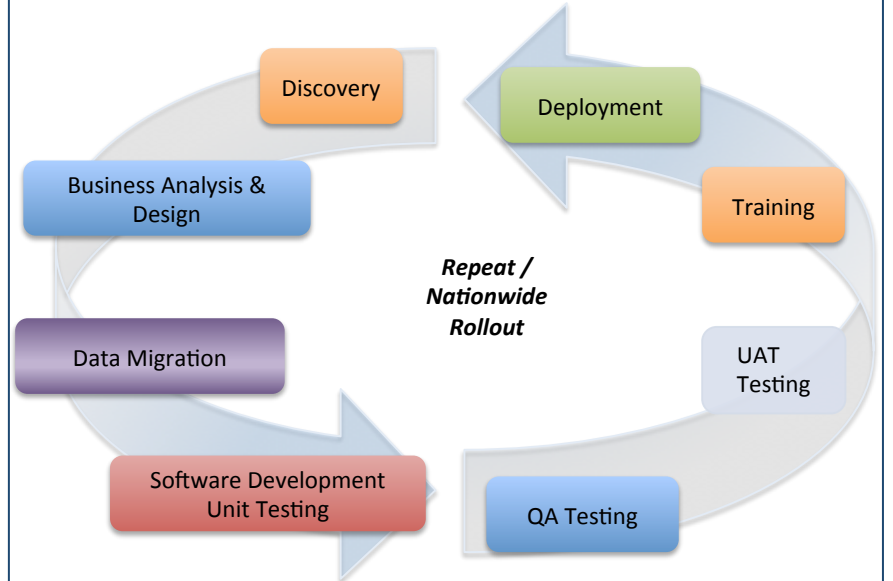 Discovery
Deployment
Business Analysis &
Design
Training
Repeat /
Nationwide
Rollout
Data Migration
UAT
Testing
Software Development
Unit Testing
QA Testing